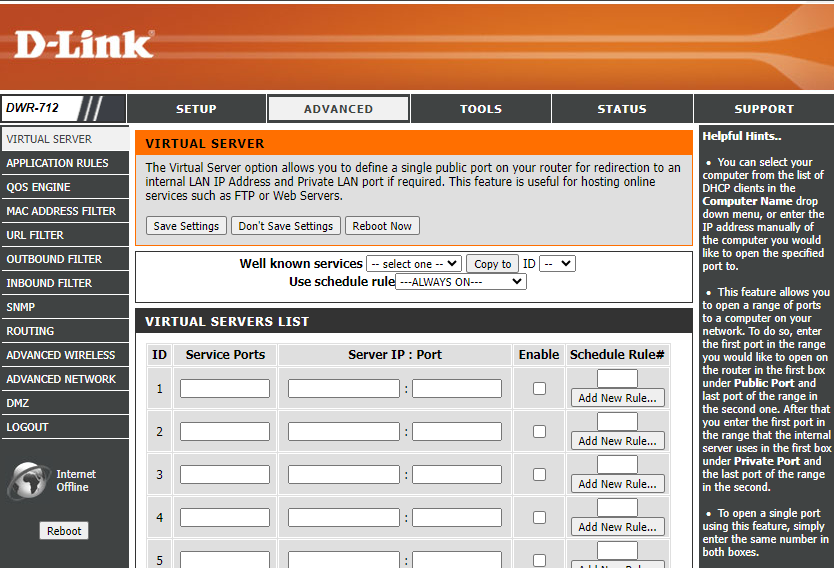 D-Link®
DWR-712
SETUP
ADVANCED
TOOLS
STATUS
SUPPORT
VIRTUAL SERVER
APPLICATION RULES
QOS ENGINE
MAC ADDRESS FILTER
URL FILTER
OUTBOUND FILTER
INBOUND FILTER
SNMP
ROUTING
ADVANCED WIRELESS
ADVANCED NETWORK
DMZ
LOGOUT
Internet
Offline
Reboot
VIRTUAL SERVER
The Virtual Server option allows you to define a single public port on your router for redirection to an
internal LAN IP Address and Private LAN port if required. This feature is useful for hosting online
services such as FTP or Web Servers.
Save Settings Don't Save Settings Reboot Now
Well known services -- select one -- Copy to ID --
Use schedule rule ---ALWAYS ON---
VIRTUAL SERVERS LIST
ID Service Ports Server IP : Port Enable Schedule Rule#
1 :
Add New Rule...
2 :
Add New Rule...
3 :
Add New Rule...
4 :
Add New Rule...
5 :
Add New Rule...
Helpful Hints..
• You can select your
computer from the list of
DHCP clients in the
Computer Name drop
down menu, or enter the
IP address manually of
the computer you would
like to open the specified
port to.
• This feature allows you
to open a range of ports
to a computer on your
network. To do so, enter
the first port in the range
you would like to open on
the router in the first box
under Public Port and
last port of the range in
the second one. After that
you enter the first port in
the range that the internal
server uses in the first box
under Private Port and
the last port of the range
in the second.
• To open a single port
using this feature, simply
enter the same number in
both boxes.